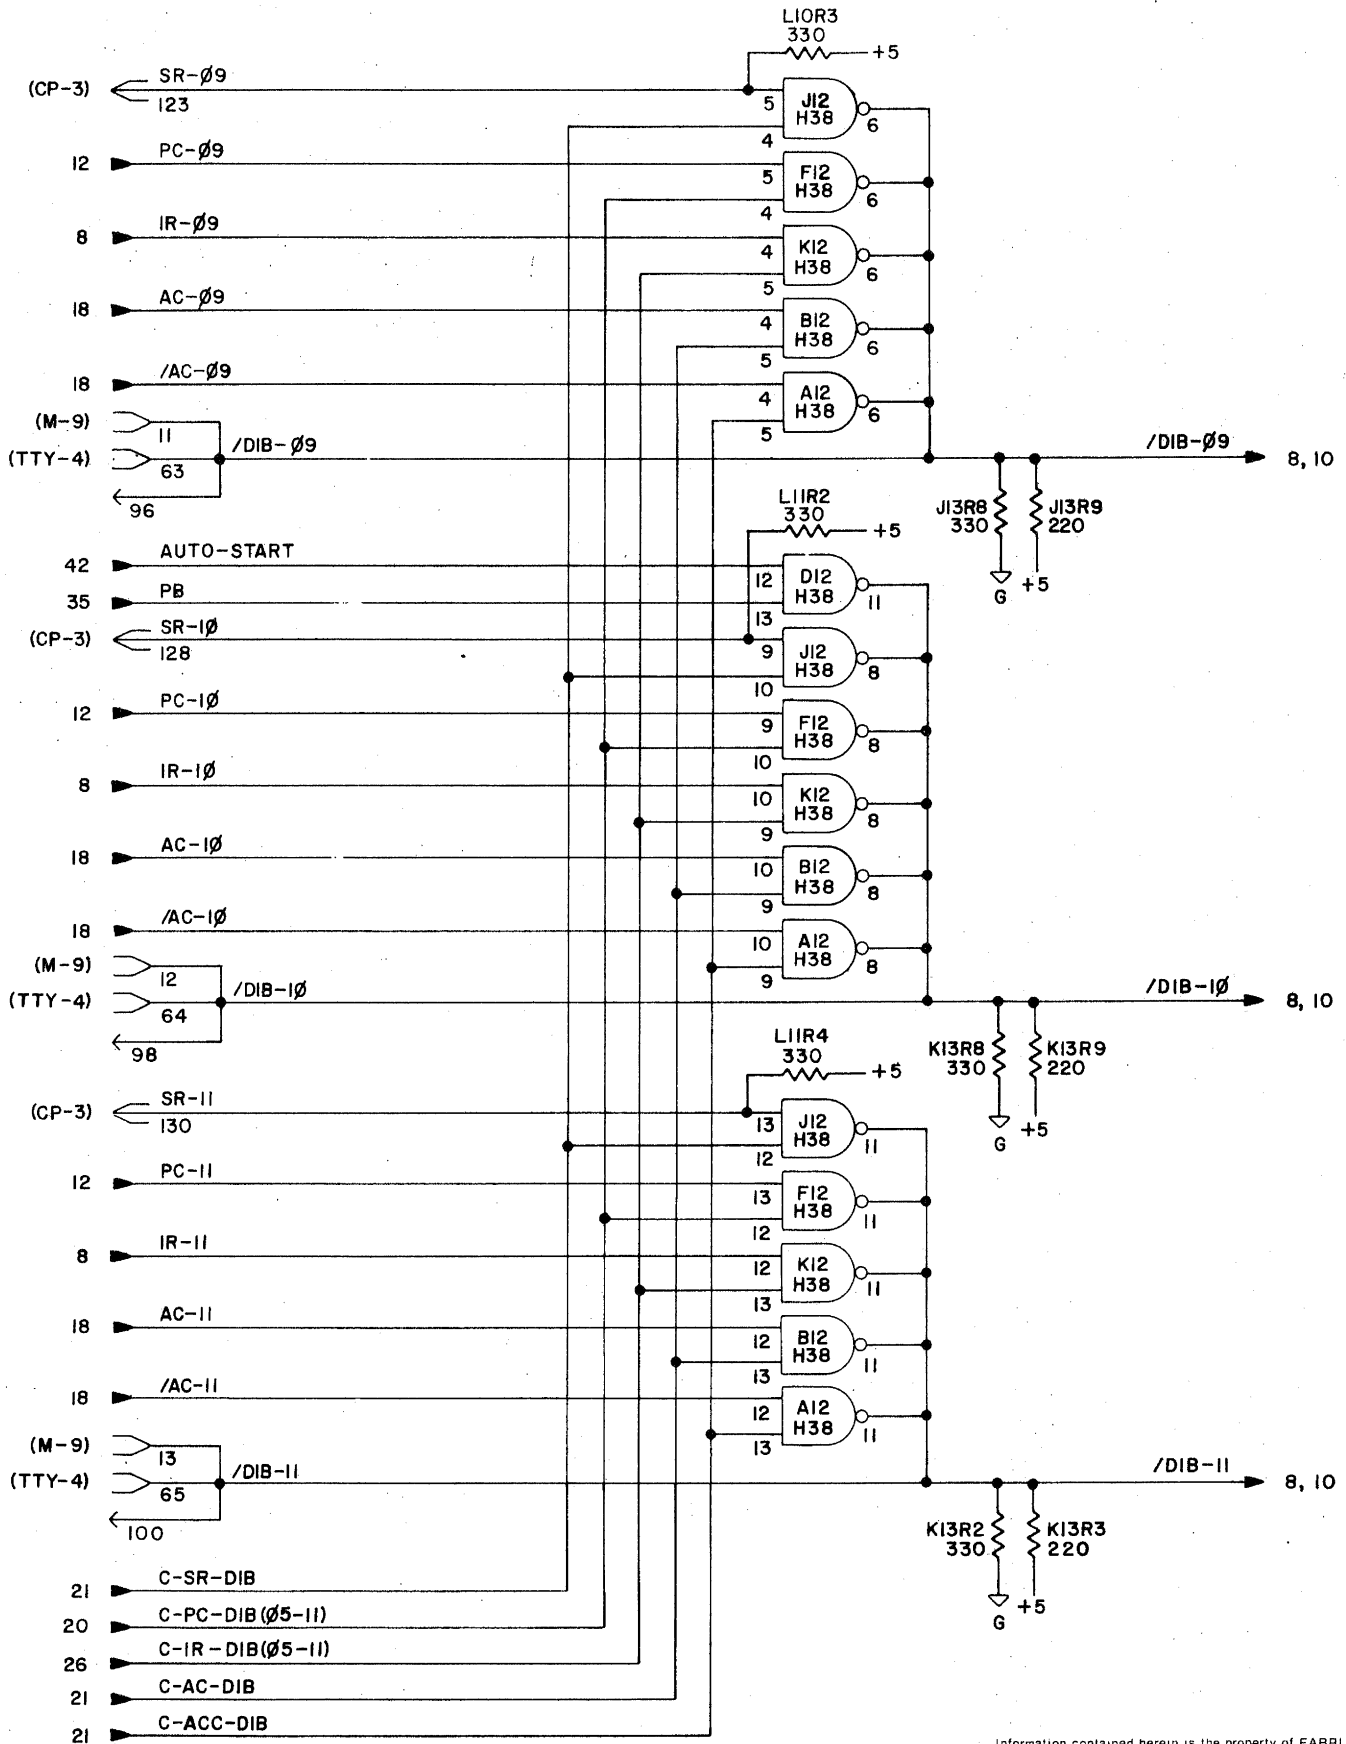 L10R3
330
+5
(CP-3) SR-Ø9
123
5 J12 H38 6
4
12 PC-Ø9
5 F12 H38 6
4
8 IR-Ø9
4 K12 H38 6
5
18 AC-Ø9
4 B12 H38 6
5
18 /AC-Ø9
4 A12 H38 6
5
(M-9) 11
(TTY-4) 63
/DIB-Ø9
/DIB-Ø9 8, 10
96
J13R8 330
J13R9 220
G +5
L11R2
330
+5
42 AUTO-START
12 D12 H38 11
35 PB
13
(CP-3) SR-1Ø
128
9 J12 H38 8
10
12 PC-1Ø
9 F12 H38 8
10
8 IR-1Ø
10 K12 H38 8
9
18 AC-1Ø
10 B12 H38 8
9
18 /AC-1Ø
10 A12 H38 8
9
(M-9) 12
(TTY-4) 64
/DIB-1Ø
/DIB-1Ø 8, 10
98
K13R8 330
K13R9 220
G +5
L11R4
330
+5
(CP-3) SR-11
130
13 J12 H38 11
12
12 PC-11
13 F12 H38 11
12
8 IR-11
12 K12 H38 11
13
18 AC-11
12 B12 H38 11
13
18 /AC-11
12 A12 H38 11
13
(M-9) 13
(TTY-4) 65
/DIB-11
/DIB-11 8, 10
100
K13R2 330
K13R3 220
G +5
21 C-SR-DIB
20 C-PC-DIB(Ø5-11)
26 C-IR-DIB(Ø5-11)
21 C-AC-DIB
21 C-ACC-DIB
Information contained herein is the property of FABRI